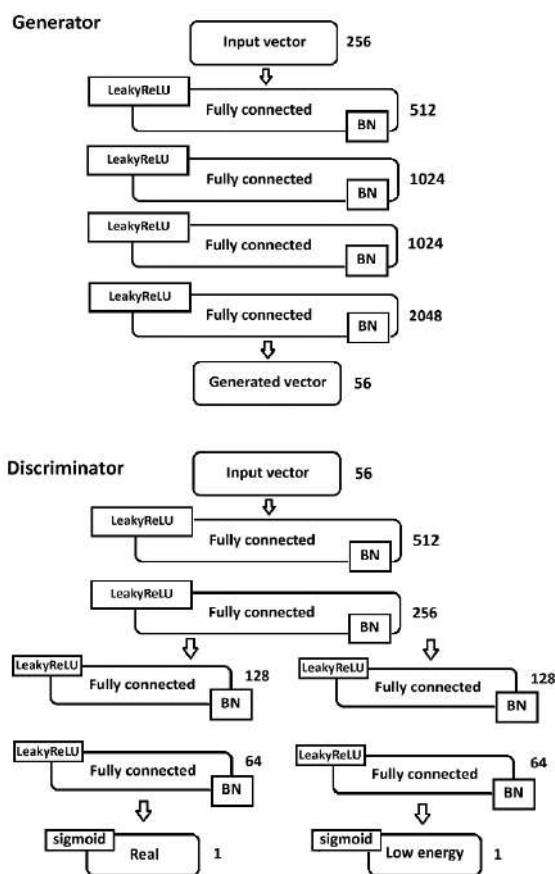 Generator
Input vector 256
LeakyReLU
Fully connected 512
BN
LeakyReLU
Fully connected 1024
BN
LeakyReLU
Fully connected 1024
BN
LeakyReLU
Fully connected 2048
BN
Generated vector 56
Discriminator
Input vector 56
LeakyReLU
Fully connected 512
BN
LeakyReLU
Fully connected 256
BN
LeakyReLU 128
Fully connected
BN
LeakyReLU
Fully connected 128
BN
LeakyReLU 64
Fully connected
BN
LeakyReLU 64
Fully connected
BN
sigmoid
Real 1
sigmoid
Low energy 1